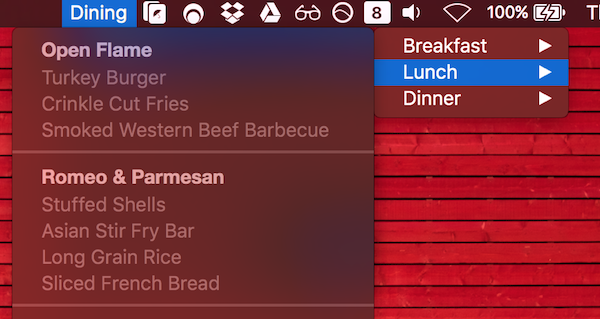 Dining
8
100%
Open Flame
Turkey Burger
Crinkle Cut Fries
Smoked Western Beef Barbecue
Romeo & Parmesan
Stuffed Shells
Asian Stir Fry Bar
Long Grain Rice
Sliced French Bread
Breakfast
Lunch
Dinner